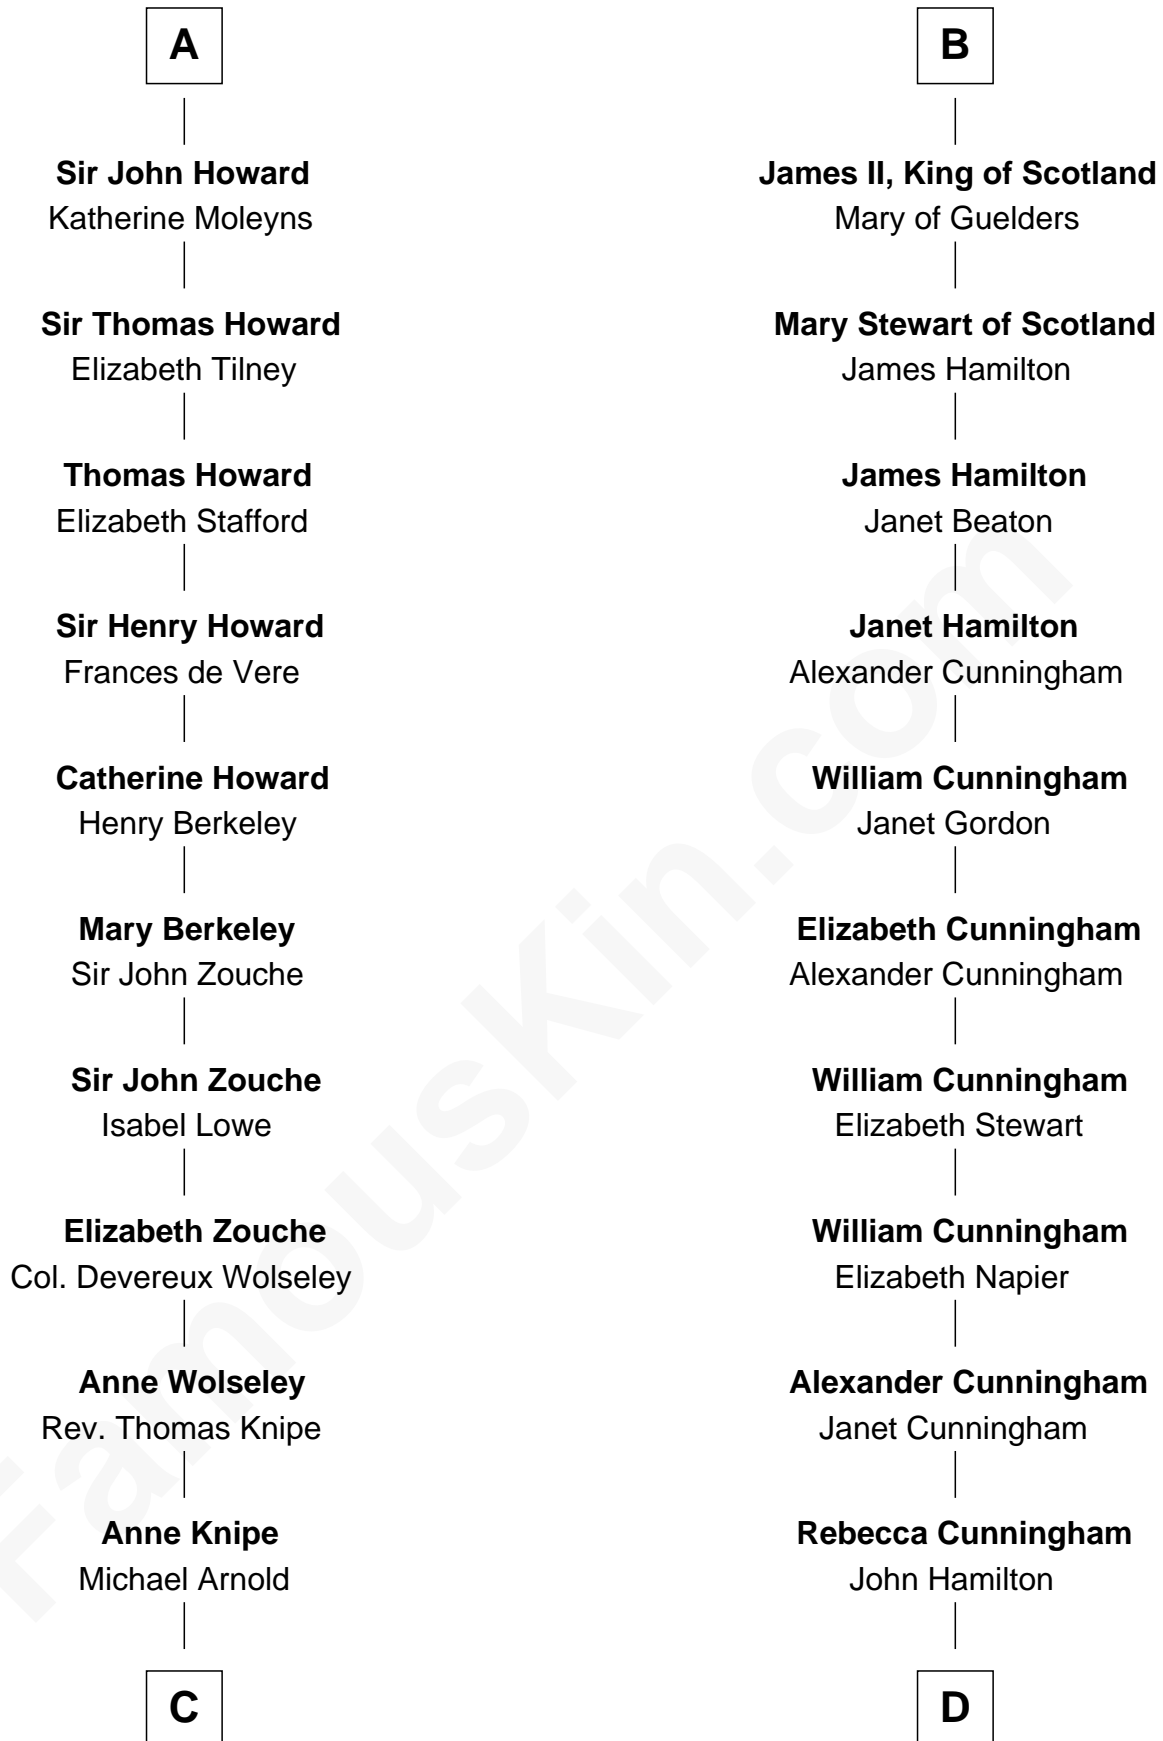 A
Sir John Howard
Katherine Moleyns
Sir Thomas Howard
Elizabeth Tilney
Thomas Howard
Elizabeth Stafford
Sir Henry Howard
Frances de Vere
Catherine Howard
Henry Berkeley
Mary Berkeley
Sir John Zouche
Sir John Zouche
Isabel Lowe
Elizabeth Zouche
Col. Devereux Wolseley
Anne Wolseley
Rev. Thomas Knipe
Anne Knipe
Michael Arnold
C
B
James II, King of Scotland
Mary of Guelders
Mary Stewart of Scotland
James Hamilton
James Hamilton
Janet Beaton
Janet Hamilton
Alexander Cunningham
William Cunningham
Janet Gordon
Elizabeth Cunningham
Alexander Cunningham
William Cunningham
Elizabeth Stewart
William Cunningham
Elizabeth Napier
Alexander Cunningham
Janet Cunningham
Rebecca Cunningham
John Hamilton
D
FamousKin.com